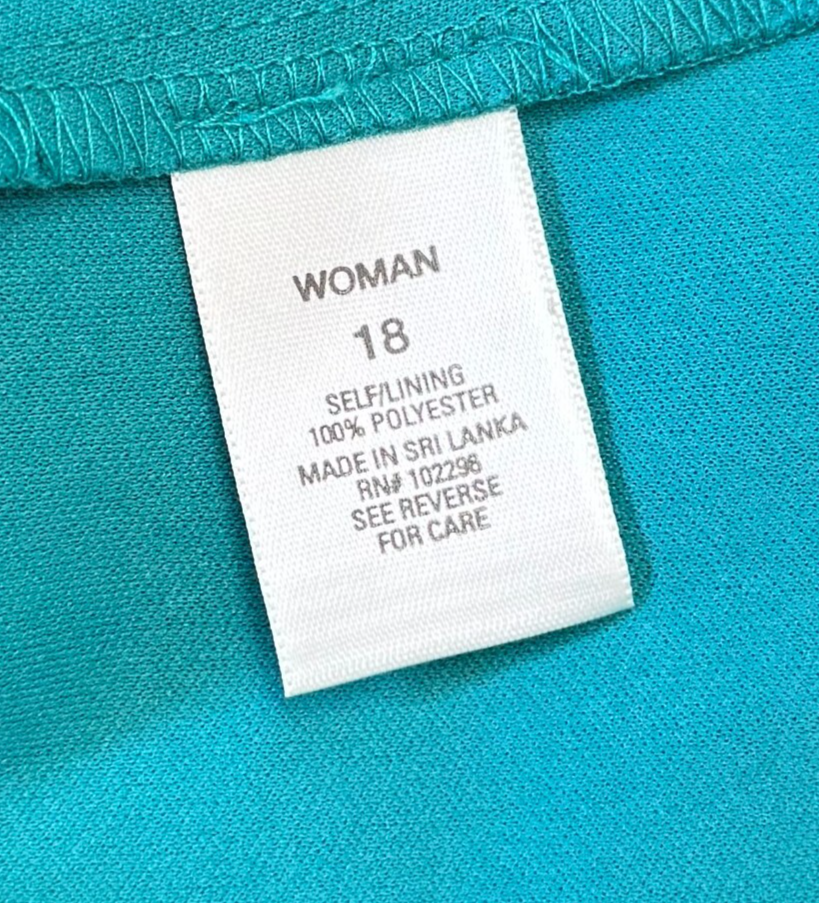 WOMAN
18
SELF/LINING
100% POLYESTER
MADE IN SRI LANKA
RN# 102298
SEE REVERSE
FOR CARE